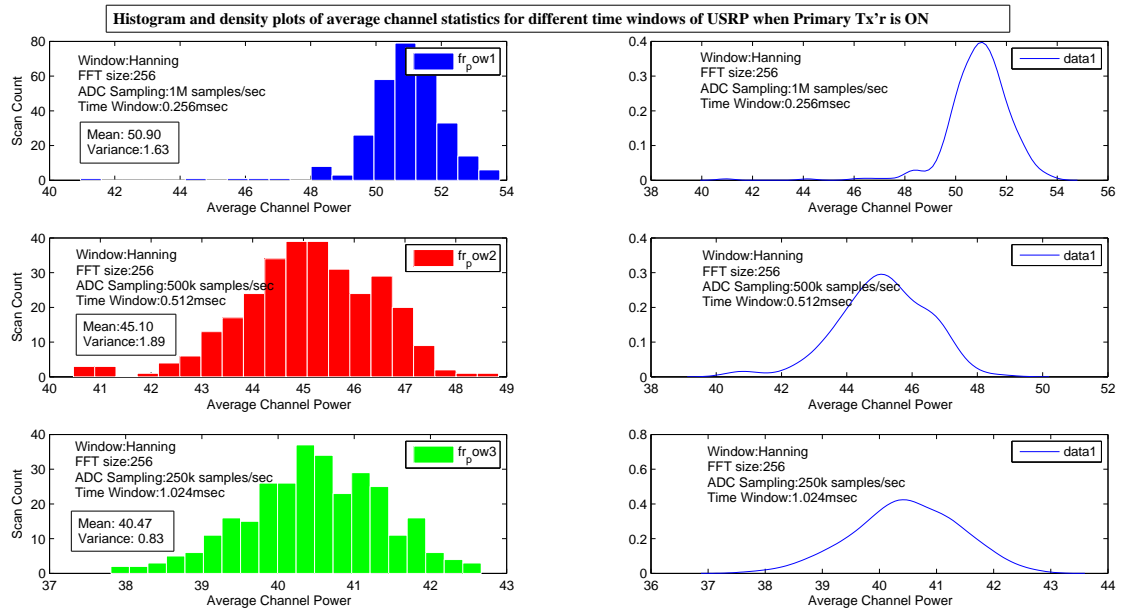 Histogram and density plots of average channel statistics for different time windows of USRP when Primary Tx'r is ON
80
60
40
20
0
Scan Count
Window:Hanning
FFT size:256
ADC Sampling:1M samples/sec
Time Window:0.256msec
Mean: 50.90
Variance:1.63
fr_pow1
40 42 44 46 48 50 52 54
Average Channel Power
0.4
0.3
0.2
0.1
0
Window:Hanning
FFT size:256
ADC Sampling:1M samples/sec
Time Window:0.256msec
data1
38 40 42 44 46 48 50 52 54 56
Average Channel Power
40
30
20
10
0
Scan Count
Window:Hanning
FFT size:256
ADC Sampling:500k samples/sec
Time Window:0.512msec
Mean:45.10
Variance:1.89
fr_pow2
40 41 42 43 44 45 46 47 48 49
Average Channel Power
0.4
0.3
0.2
0.1
0
Window:Hanning
FFT size:256
ADC Sampling:500k samples/sec
Time Window:0.512msec
data1
38 40 42 44 46 48 50 52
Average Channel Power
40
30
20
10
0
Scan Count
Window:Hanning
FFT size:256
ADC Sampling:250k samples/sec
Time Window:1.024msec
Mean: 40.47
Variance: 0.83
fr_pow3
37 38 39 40 41 42 43
Average Channel Power
0.8
0.6
0.4
0.2
0
Window:Hanning
FFT size:256
ADC Sampling:250k samples/sec
Time Window:1.024msec
data1
36 37 38 39 40 41 42 43 44
Average Channel Power